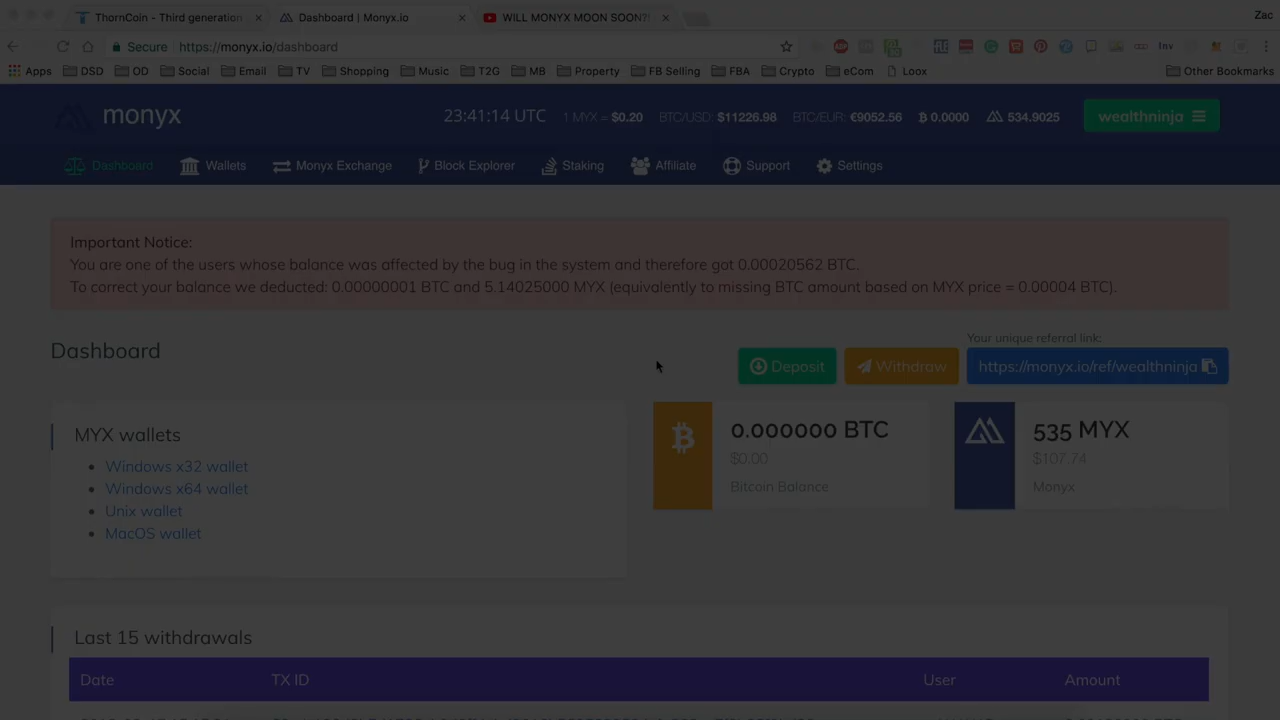 ThornCoin - Third generation
Dashboard | Monyx.io
WILL MONYX MOON SOON?!
Zac
Secure https://monyx.io/dashboard
Apps DSD OD Social Email TV Shopping Music T2G MB Property FB Selling FBA Crypto eCom Loox Other Bookmarks
monyx 23:41:14 UTC 1 MYX = $0.20 BTC/USD: $11226.98 BTC/EUR: €9052.56 0.0000 534.9025 wealthninja
Dashboard Wallets Monyx Exchange Block Explorer Staking Affiliate Support Settings
Important Notice:
You are one of the users whose balance was affected by the bug in the system and therefore got 0.00020562 BTC.
To correct your balance we deducted: 0.00000001 BTC and 5.14025000 MYX (equivalently to missing BTC amount based on MYX price = 0.00004 BTC).
Your unique referral link:
Dashboard
Deposit Withdraw https://monyx.io/ref/wealthninja
MYX wallets
Windows x32 wallet
Windows x64 wallet
Unix wallet
MacOS wallet
0.000000 BTC
$0.00
Bitcoin Balance
535 MYX
$107.74
Monyx
Last 15 withdrawals
Date TX ID User Amount